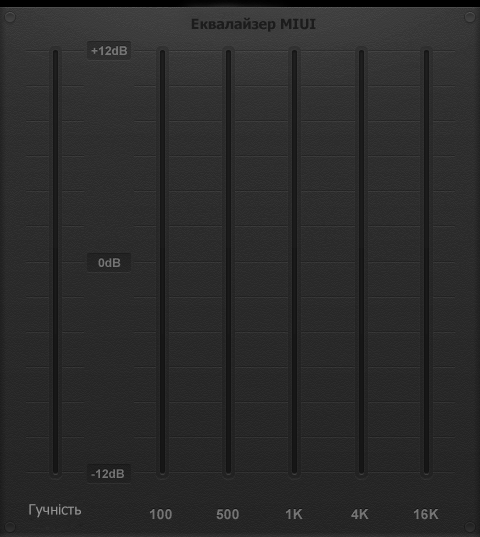 Еквалайзер MIUI
+12dB
0dB
-12dB
Гучність
100 500 1K 4K 16K